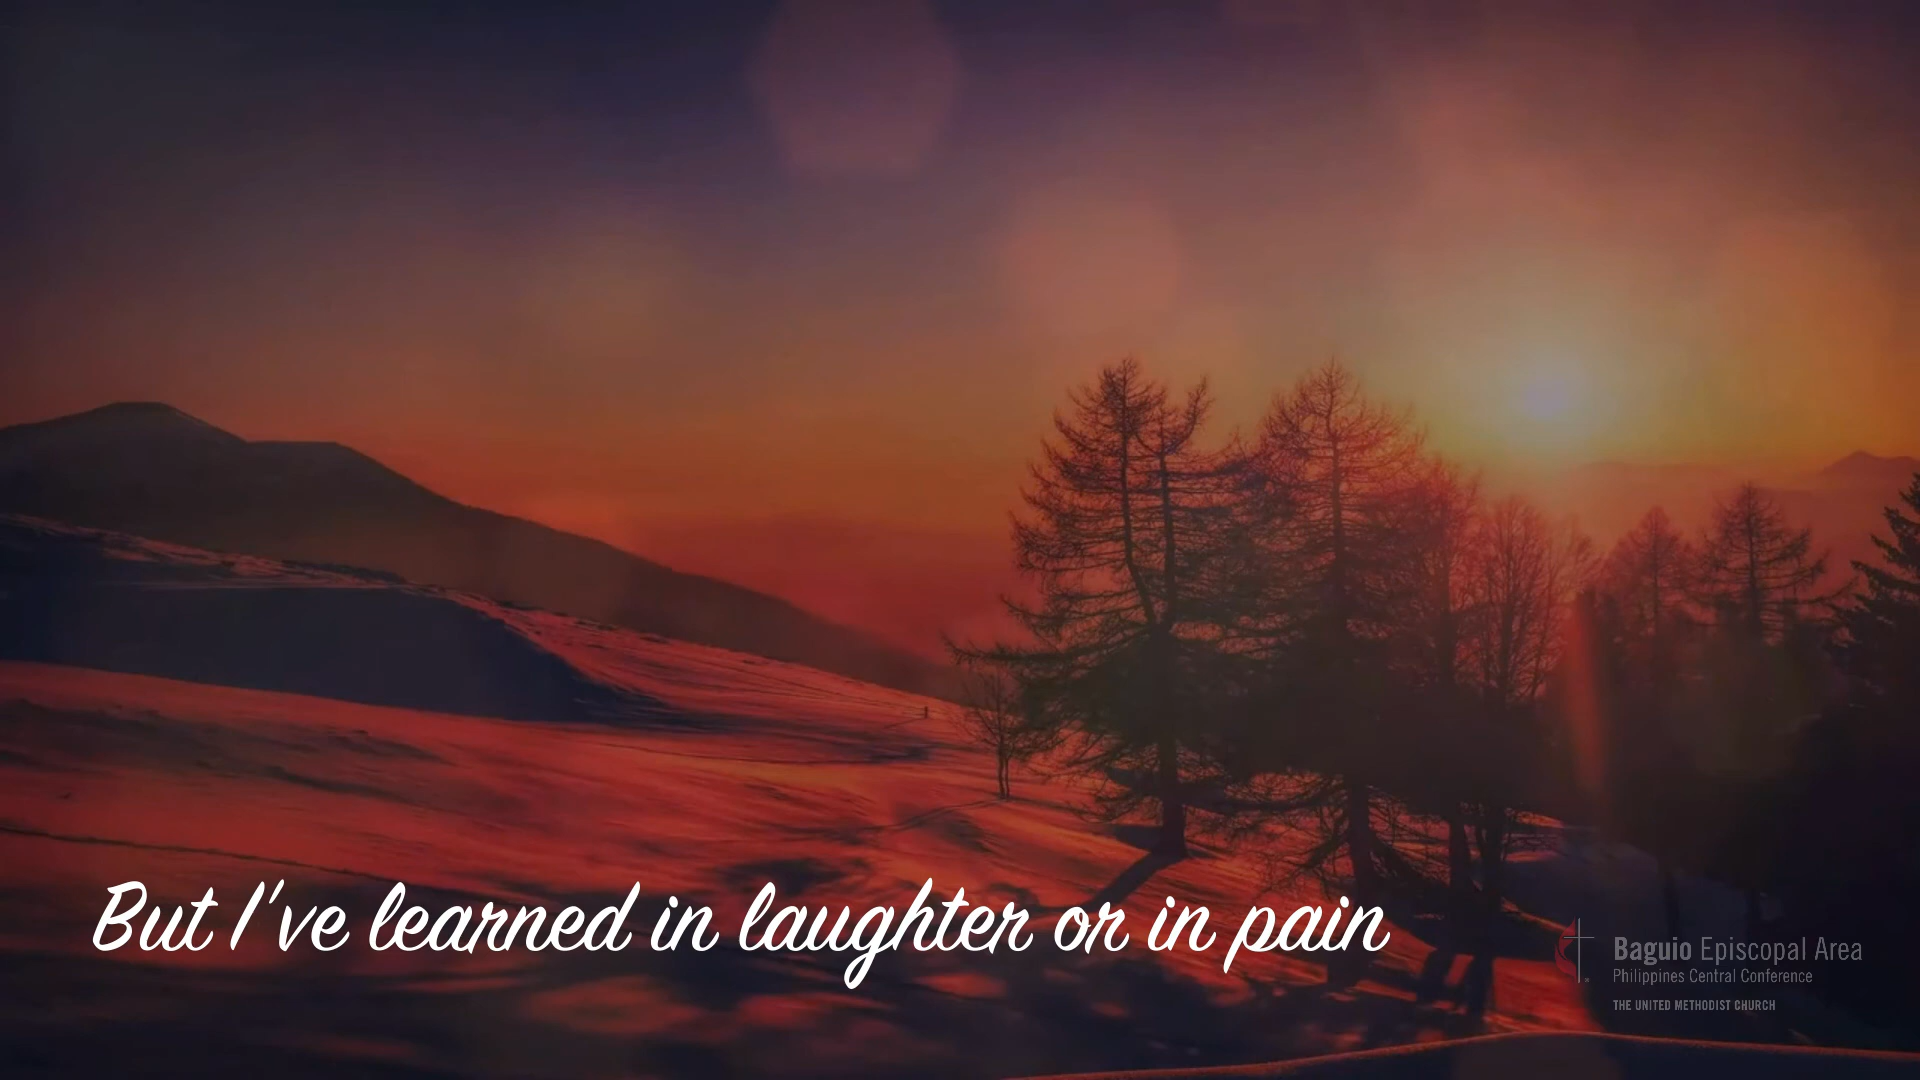 But I've learned in laughter or in pain
Baguio Episcopal Area
Philippines Central Conference
THE UNITED METHODIST CHURCH